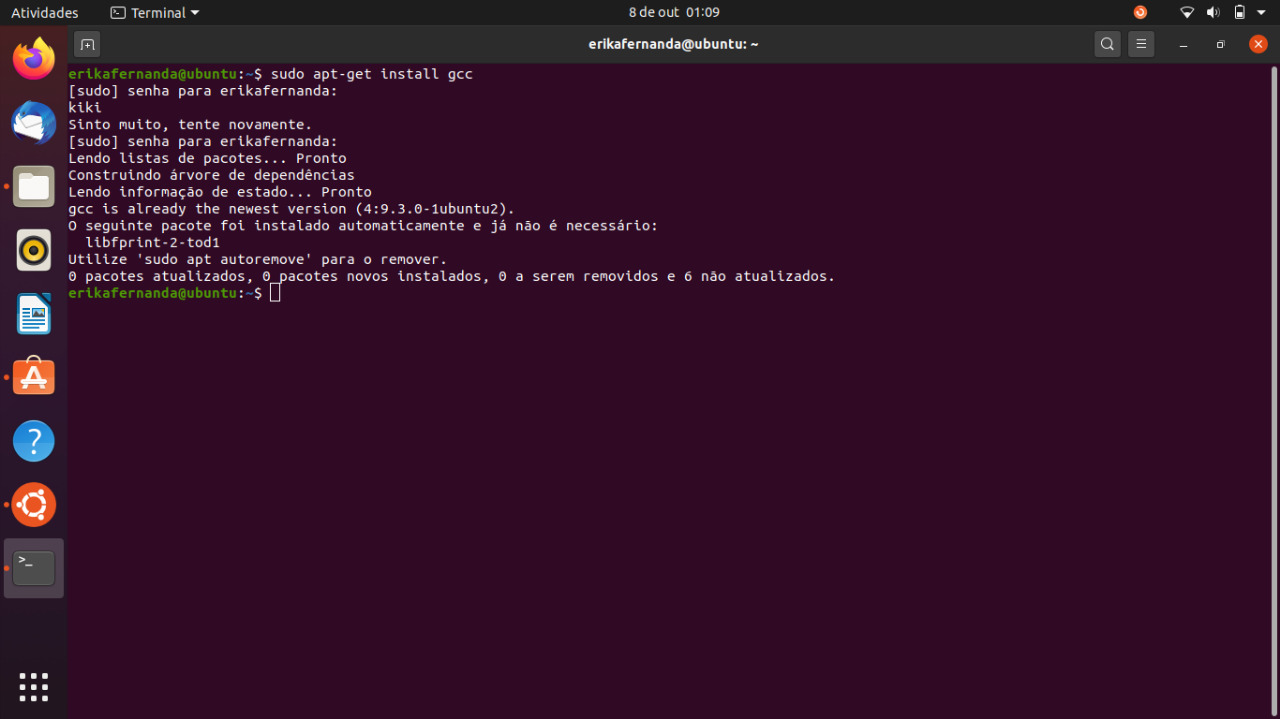 Atividades
Terminal
8 de out 01:09
erikafernanda@ubuntu: ~
erikafernanda@ubuntu:~$ sudo apt-get install gcc
[sudo] senha para erikafernanda:
kiki
Sinto muito, tente novamente.
[sudo] senha para erikafernanda:
Lendo listas de pacotes... Pronto
Construindo árvore de dependências
Lendo informação de estado... Pronto
gcc is already the newest version (4:9.3.0-1ubuntu2).
O seguinte pacote foi instalado automaticamente e já não é necessário:
  libfprint-2-tod1
Utilize 'sudo apt autoremove' para o remover.
0 pacotes atualizados, 0 pacotes novos instalados, 0 a serem removidos e 6 não atualizados.
erikafernanda@ubuntu:~$